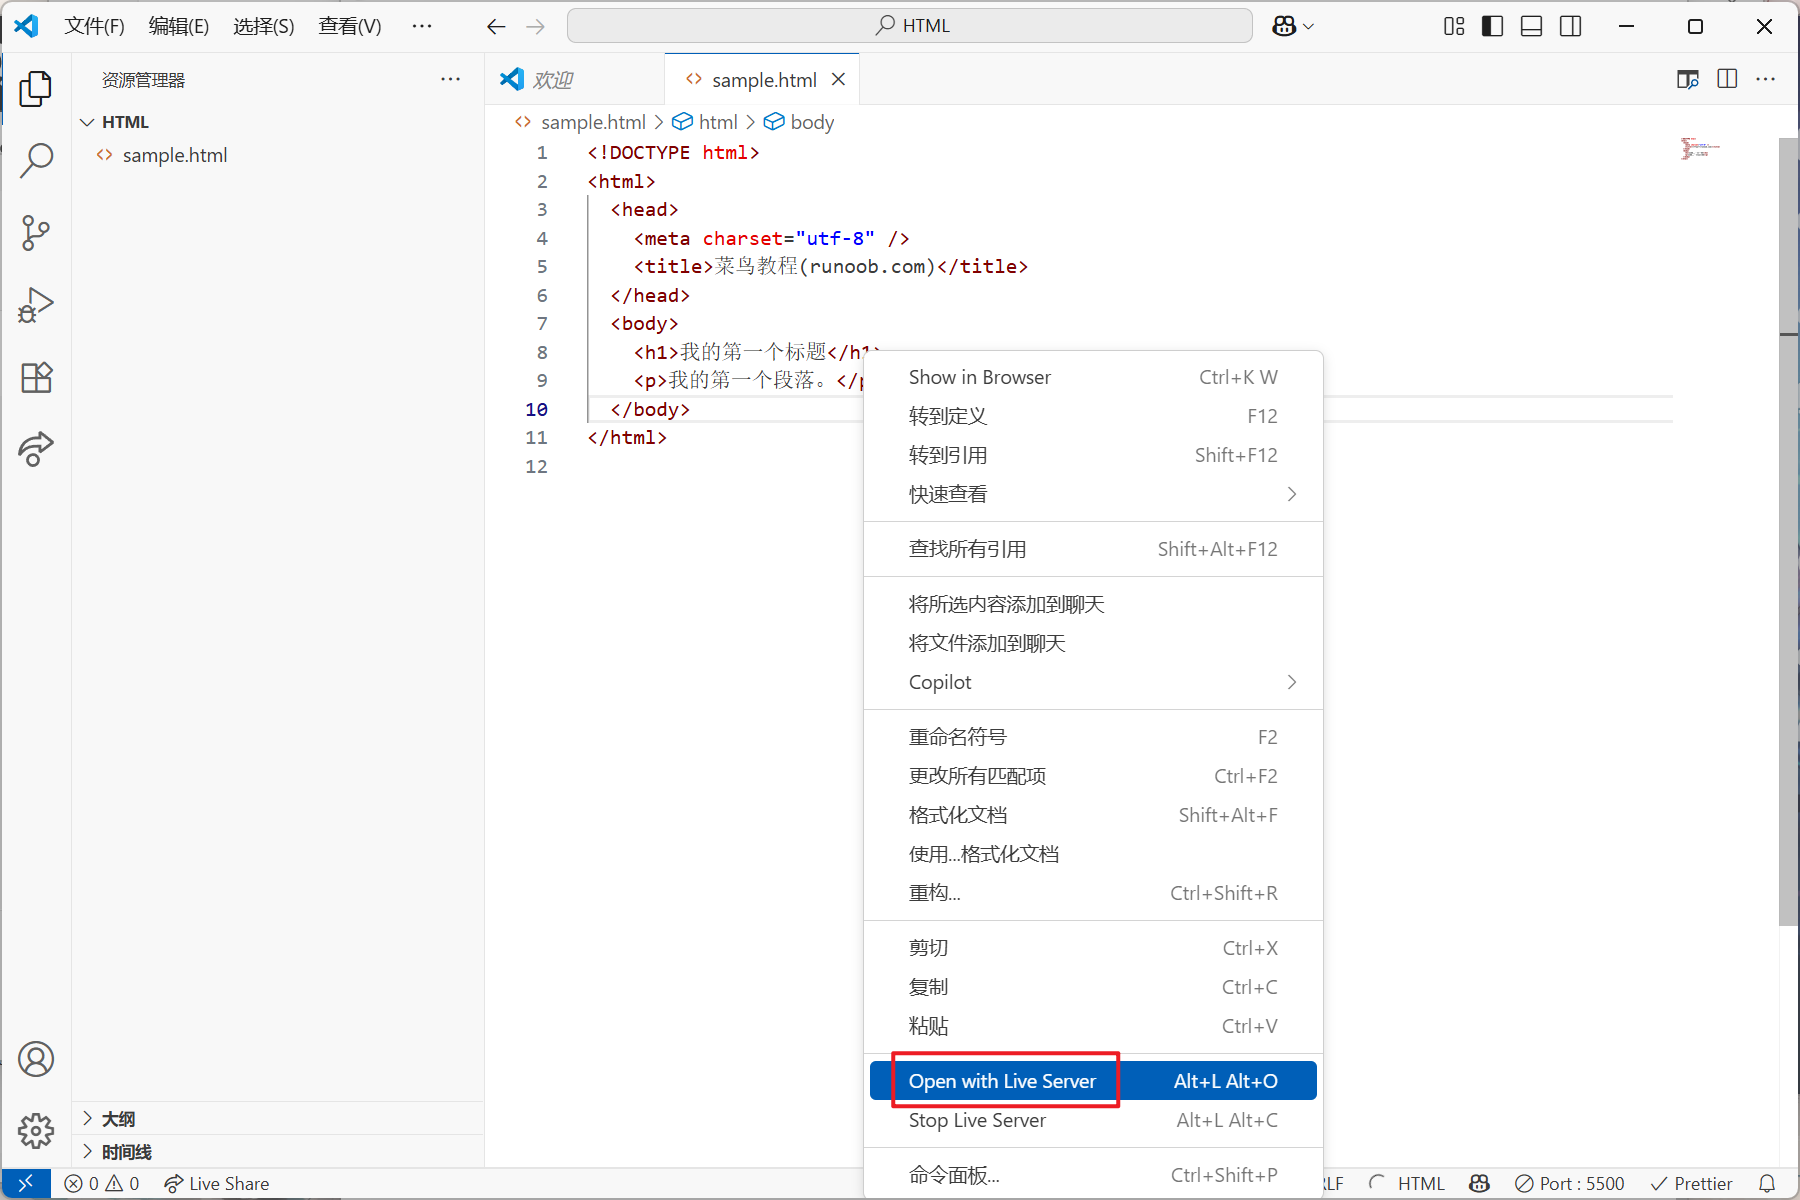 文件(F) 编辑(E) 选择(S) 查看(V) ··· HTML
资源管理器
HTML
sample.html
欢迎 sample.html
sample.html > html > body
1 <!DOCTYPE html>
2 <html>
3 <head>
4 <meta charset="utf-8" />
5 <title>菜鸟教程(runoob.com)</title>
6 </head>
7 <body>
8 <h1>我的第一个标题</h1>
9 <p>我的第一个段落。</p
10 </body>
11 </html>
12
Show in Browser Ctrl+K W
转到定义 F12
转到引用 Shift+F12
快速查看
查找所有引用 Shift+Alt+F12
将所选内容添加到聊天
将文件添加到聊天
Copilot
重命名符号 F2
更改所有匹配项 Ctrl+F2
格式化文档 Shift+Alt+F
使用...格式化文档
重构... Ctrl+Shift+R
剪切 Ctrl+X
复制 Ctrl+C
粘贴 Ctrl+V
Open with Live Server Alt+L Alt+O
Stop Live Server Alt+L Alt+C
命令面板... Ctrl+Shift+P
大纲
时间线
0 0 Live Share LF HTML Port : 5500 Prettier